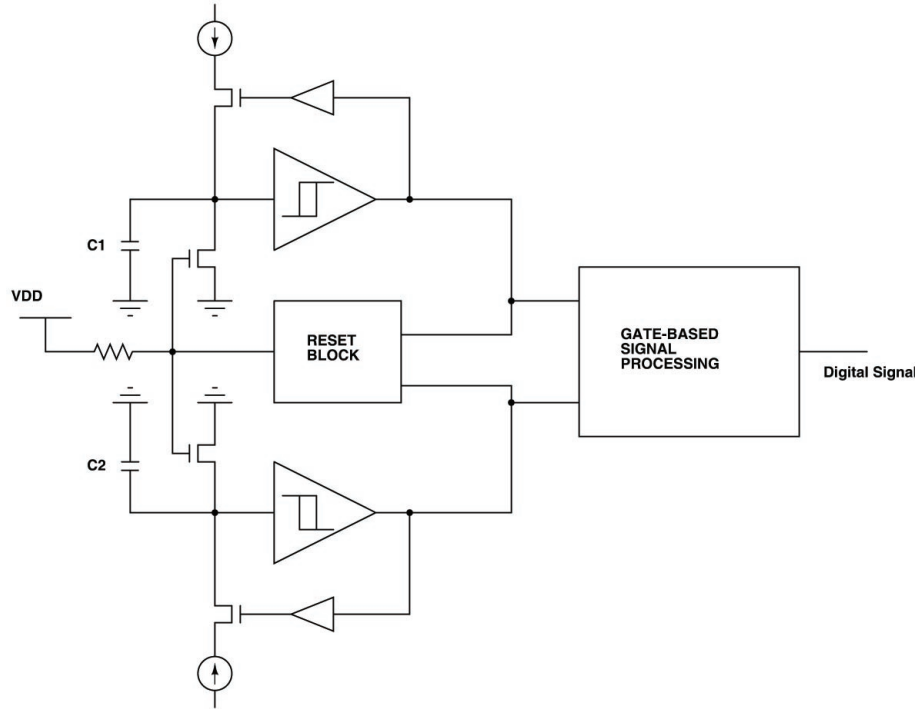 C1
VDD
RESET
BLOCK
GATE-BASED
SIGNAL
PROCESSING
Digital Signal
C2